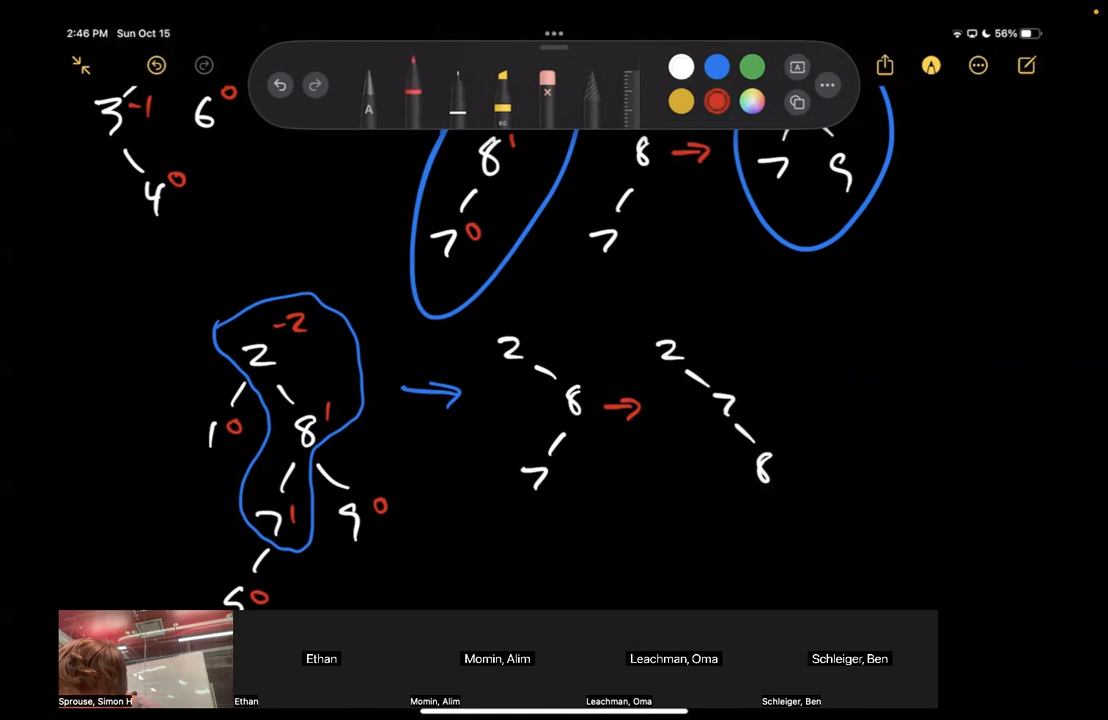 2:46 PM Sun Oct 15
56%
A
80
A
3 -1 6 0
4 0
8 1
7 0
8 →
7
7 9
2 -2
1 0 8 1
7 1 9 0
5 0
→
2
8 →
7
2
7
8
Ethan
Momin, Alim
Leachman, Oma
Schleiger, Ben
Sprouse, Simon H
Ethan
Momin, Alim
Leachman, Oma
Schleiger, Ben